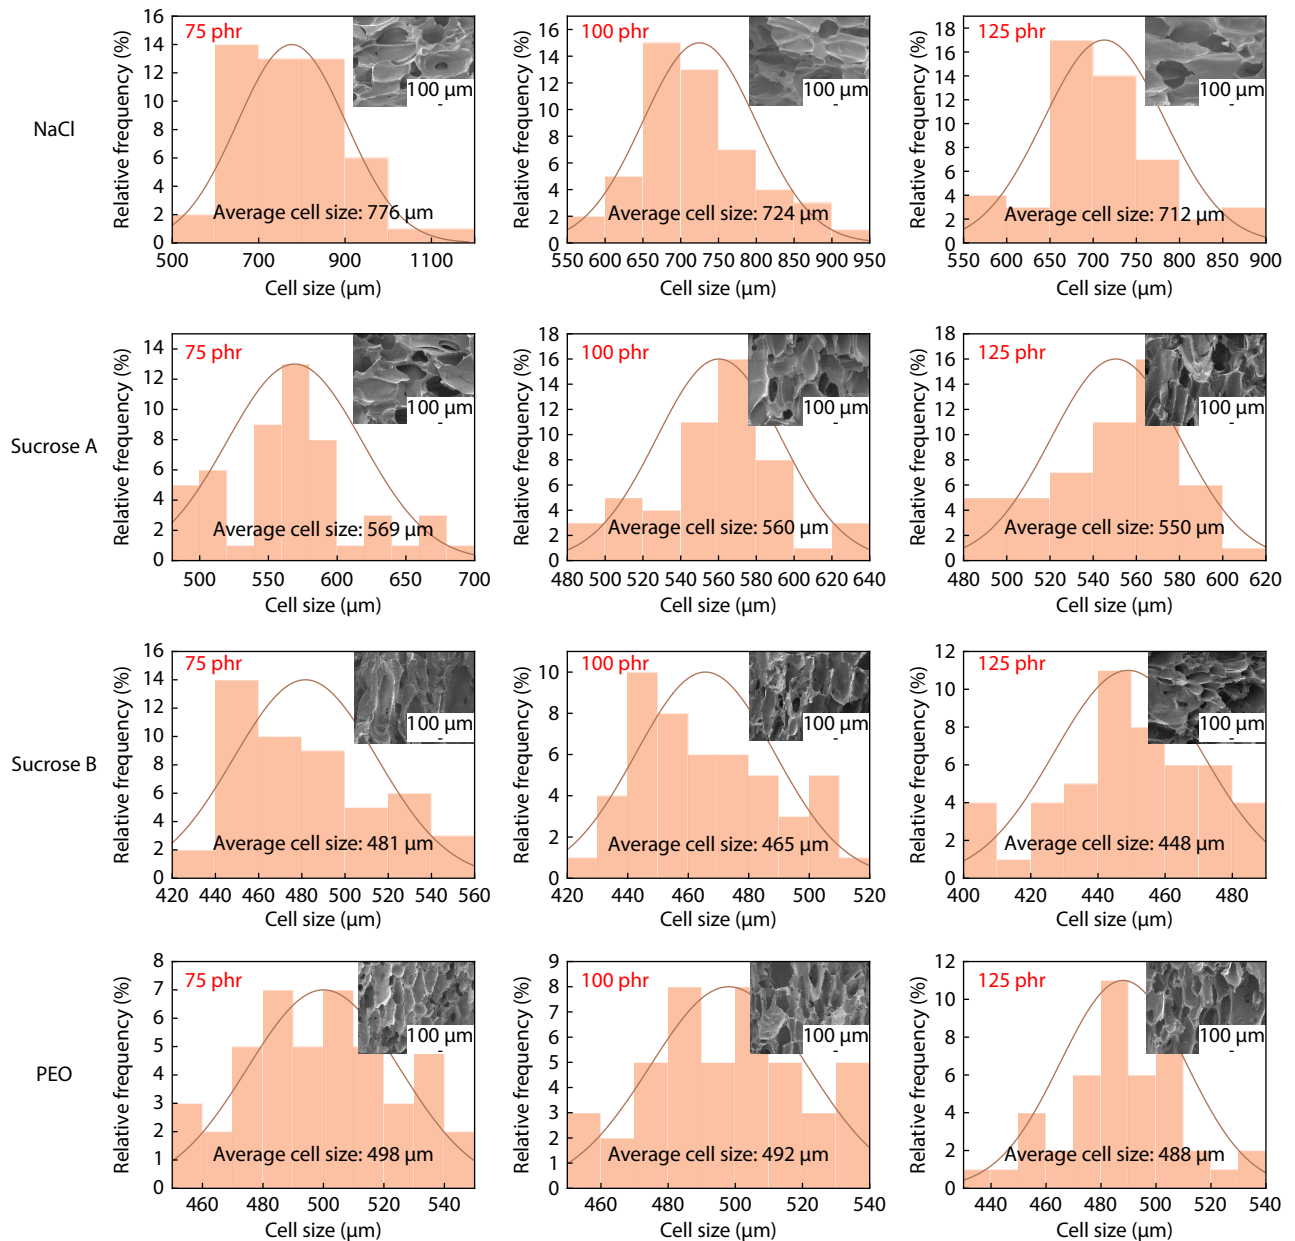 NaCl
Relative frequency (%)
16
14
12
10
8
6
4
2
0
75 phr
100 µm
Average cell size: 776 µm
500 700 900 1100
Cell size (µm)
Relative frequency (%)
16
14
12
10
8
6
4
2
0
100 phr
100 µm
Average cell size: 724 µm
550 600 650 700 750 800 850 900 950
Cell size (µm)
Relative frequency (%)
18
16
14
12
10
8
6
4
2
0
125 phr
100 µm
Average cell size: 712 µm
550 600 650 700 750 800 850 900
Cell size (µm)
Sucrose A
Relative frequency (%)
14
12
10
8
6
4
2
0
75 phr
100 µm
Average cell size: 569 µm
500 550 600 650 700
Cell size (µm)
Relative frequency (%)
18
16
14
12
10
8
6
4
2
0
100 phr
100 µm
Average cell size: 560 µm
480 500 520 540 560 580 600 620 640
Cell size (µm)
Relative frequency (%)
18
16
14
12
10
8
6
4
2
0
125 phr
100 µm
Average cell size: 550 µm
480 500 520 540 560 580 600 620
Cell size (µm)
Sucrose B
Relative frequency (%)
16
14
12
10
8
6
4
2
0
75 phr
100 µm
Average cell size: 481 µm
420 440 460 480 500 520 540 560
Cell size (µm)
Relative frequency (%)
10
8
6
4
2
0
100 phr
100 µm
Average cell size: 465 µm
420 440 460 480 500 520
Cell size (µm)
Relative frequency (%)
12
10
8
6
4
2
0
125 phr
100 µm
Average cell size: 448 µm
400 420 440 460 480
Cell size (µm)
PEO
Relative frequency (%)
8
7
6
5
4
3
2
1
0
75 phr
100 µm
Average cell size: 498 µm
460 480 500 520 540
Cell size (µm)
Relative frequency (%)
9
8
7
6
5
4
3
2
1
0
100 phr
100 µm
Average cell size: 492 µm
460 480 500 520 540
Cell size (µm)
Relative frequency (%)
12
10
8
6
4
2
0
125 phr
100 µm
Average cell size: 488 µm
440 460 480 500 520 540
Cell size (µm)